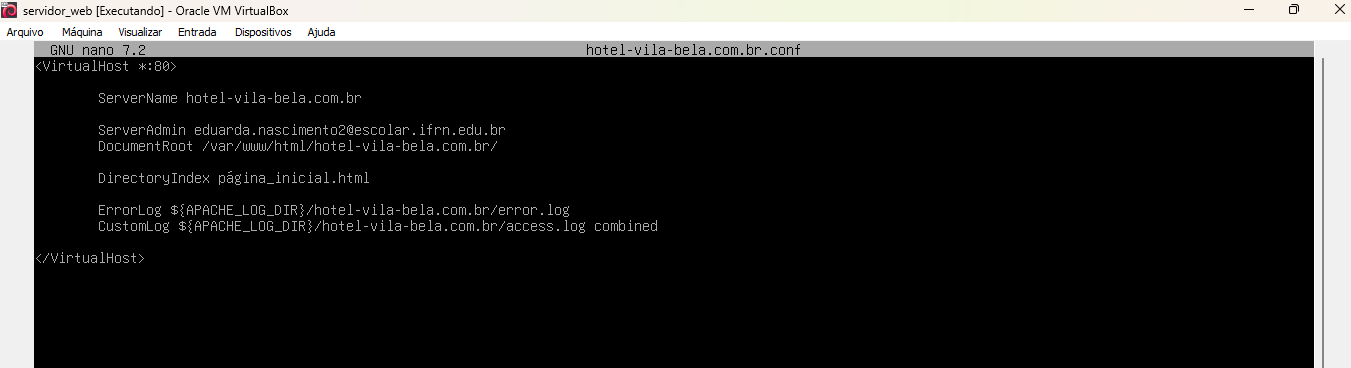 servidor_web [Executando] - Oracle VM VirtualBox
Arquivo Máquina Visualizar Entrada Dispositivos Ajuda
GNU nano 7.2 hotel-vila-bela.com.br.conf
<VirtualHost *:80>
ServerName hotel-vila-bela.com.br
ServerAdmin eduarda.nascimento2@escolar.ifrn.edu.br
DocumentRoot /var/www/html/hotel-vila-bela.com.br/
DirectoryIndex página_inicial.html
ErrorLog ${APACHE_LOG_DIR}/hotel-vila-bela.com.br/error.log
CustomLog ${APACHE_LOG_DIR}/hotel-vila-bela.com.br/access.log combined
</VirtualHost>